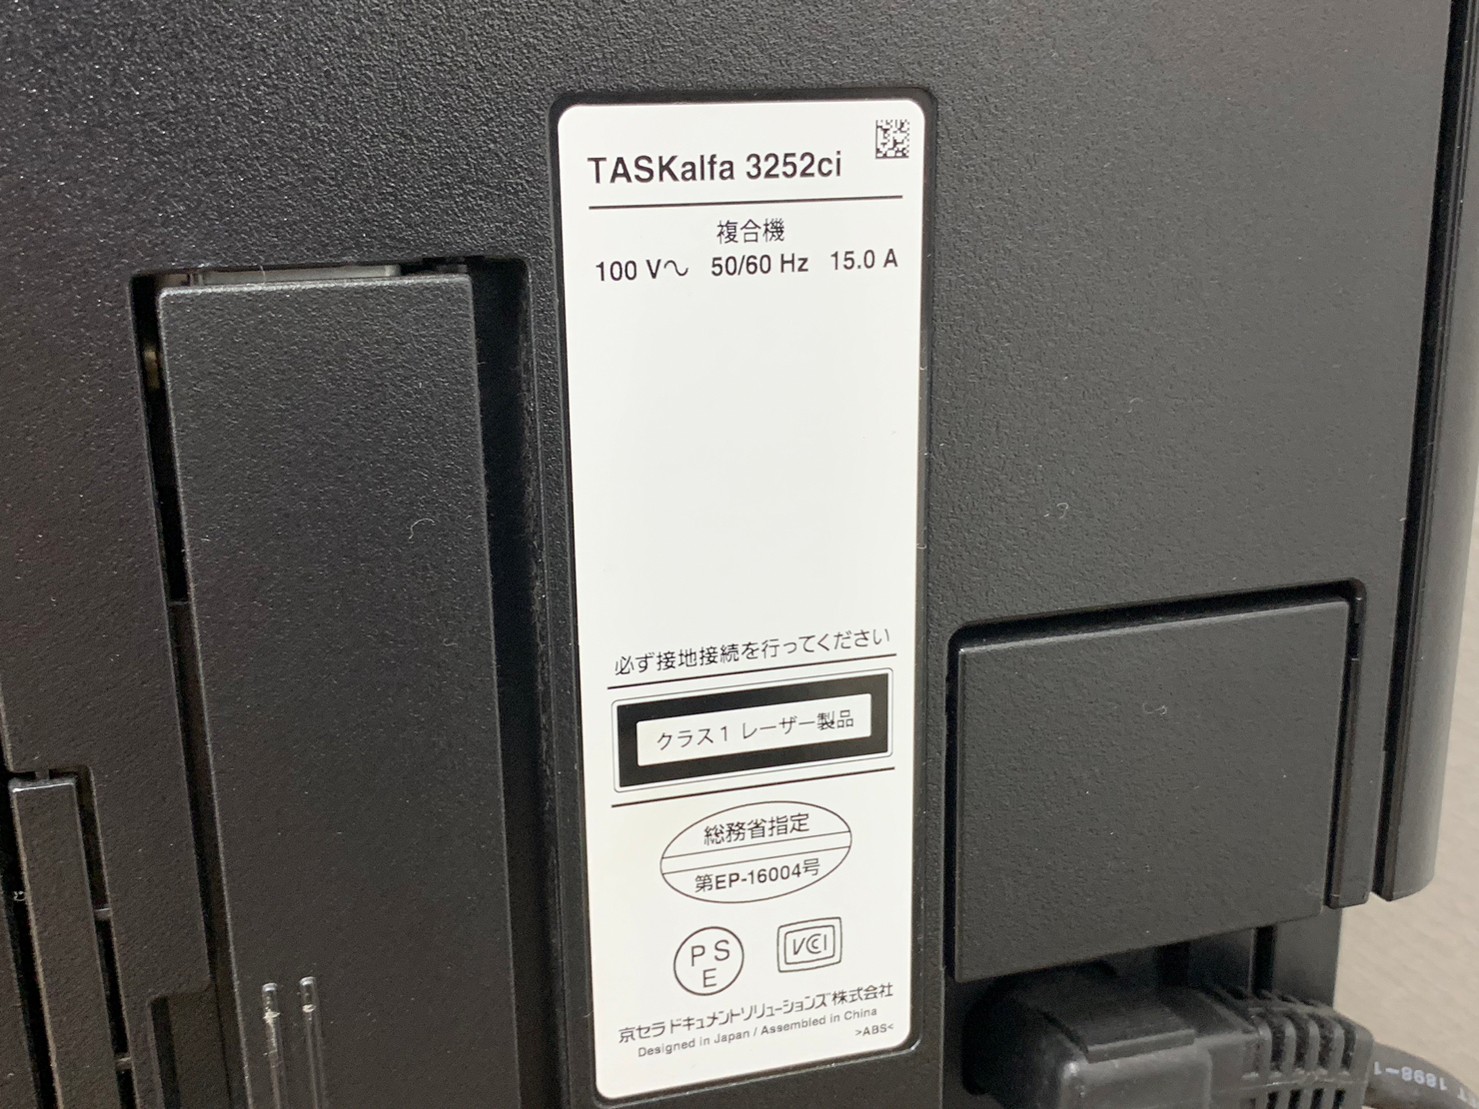 TASKalfa 3252ci
複合機
100 V～ 50/60 Hz 15.0 A
必ず接地接続を行ってください
クラス1 レーザー製品
総務省指定
第EP-16004号
PS
E
VCCI
京セラドキュメントソリューションズ株式会社
Designed in Japan / Assembled in China
>ABS<